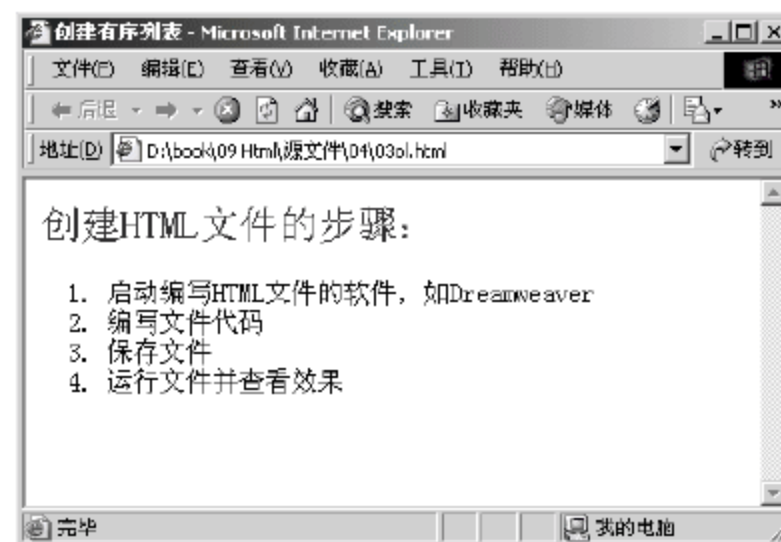 创建有序列表 - Microsoft Internet Explorer
文件(F) 编辑(E) 查看(V) 收藏(A) 工具(T) 帮助(H)
后退 搜索 收藏夹 媒体 »
地址(D) D:\book\09 Html\源文件\04\03ol.html 转到
创建HTML文件的步骤：
1. 启动编写HTML文件的软件，如Dreamweaver
2. 编写文件代码
3. 保存文件
4. 运行文件并查看效果
完毕 我的电脑